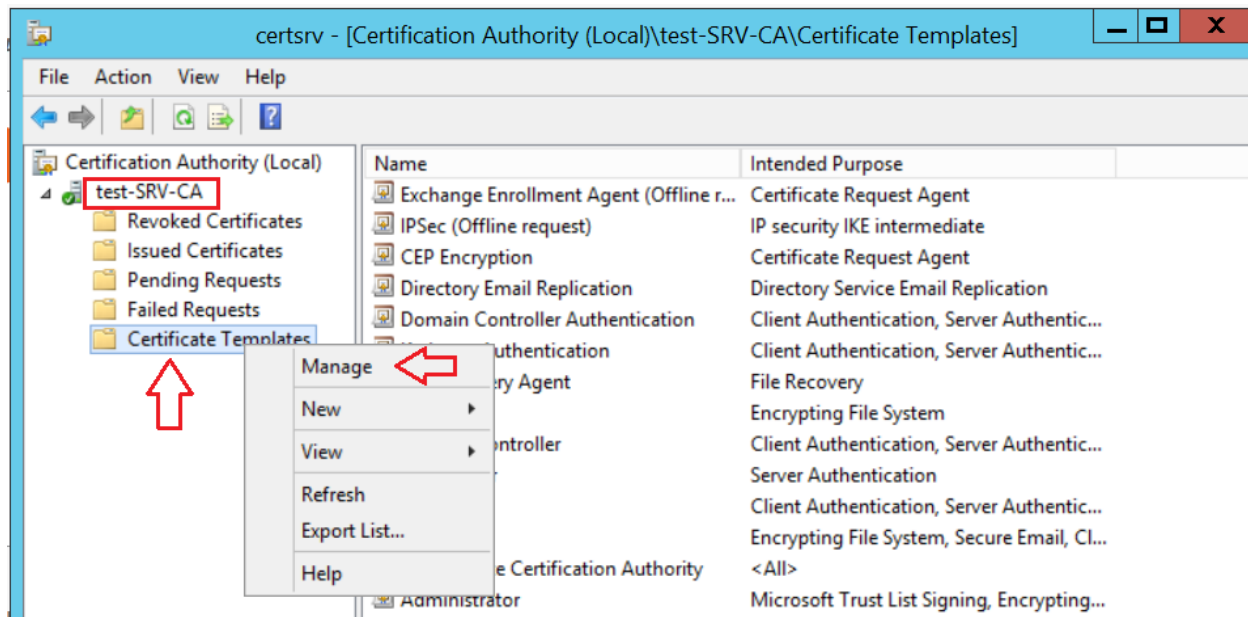 certsrv - [Certification Authority (Local)\test-SRV-CA\Certificate Templates]
File Action View Help
Certification Authority (Local)
test-SRV-CA
Revoked Certificates
Issued Certificates
Pending Requests
Failed Requests
Certificate Templates
Manage
New
View
Refresh
Export List...
Help
Name Intended Purpose
Exchange Enrollment Agent (Offline r... Certificate Request Agent
IPSec (Offline request) IP security IKE intermediate
CEP Encryption Certificate Request Agent
Directory Email Replication Directory Service Email Replication
Domain Controller Authentication Client Authentication, Server Authentic...
Client Authentication, Server Authentic...
Agent File Recovery
Encrypting File System
Client Authentication, Server Authentic...
Server Authentication
Client Authentication, Server Authentic...
Encrypting File System, Secure Email, Cl...
Certification Authority <All>
Administrator Microsoft Trust List Signing, Encrypting...